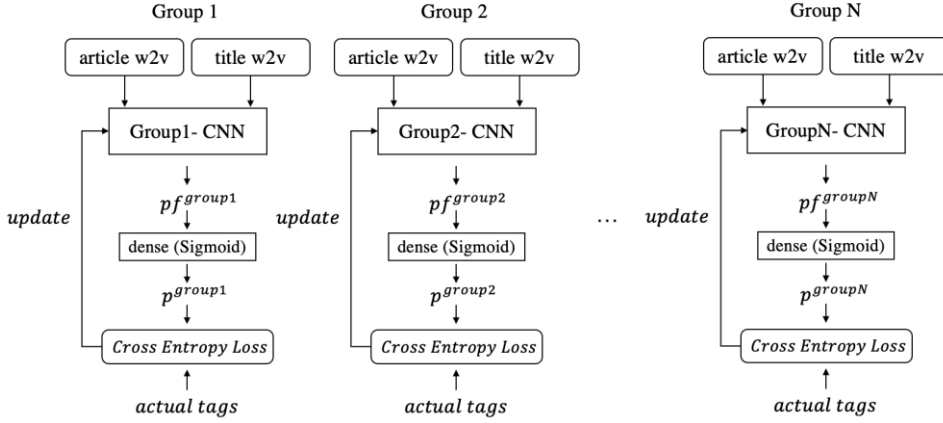 Group 1
Group 2
Group N
article w2v
title w2v
article w2v
title w2v
article w2v
title w2v
Group1- CNN
Group2- CNN
GroupN- CNN
update
pf^group1
update
pf^group2
...
update
pf^groupN
dense (Sigmoid)
dense (Sigmoid)
dense (Sigmoid)
p^group1
p^group2
p^groupN
Cross Entropy Loss
Cross Entropy Loss
Cross Entropy Loss
actual tags
actual tags
actual tags